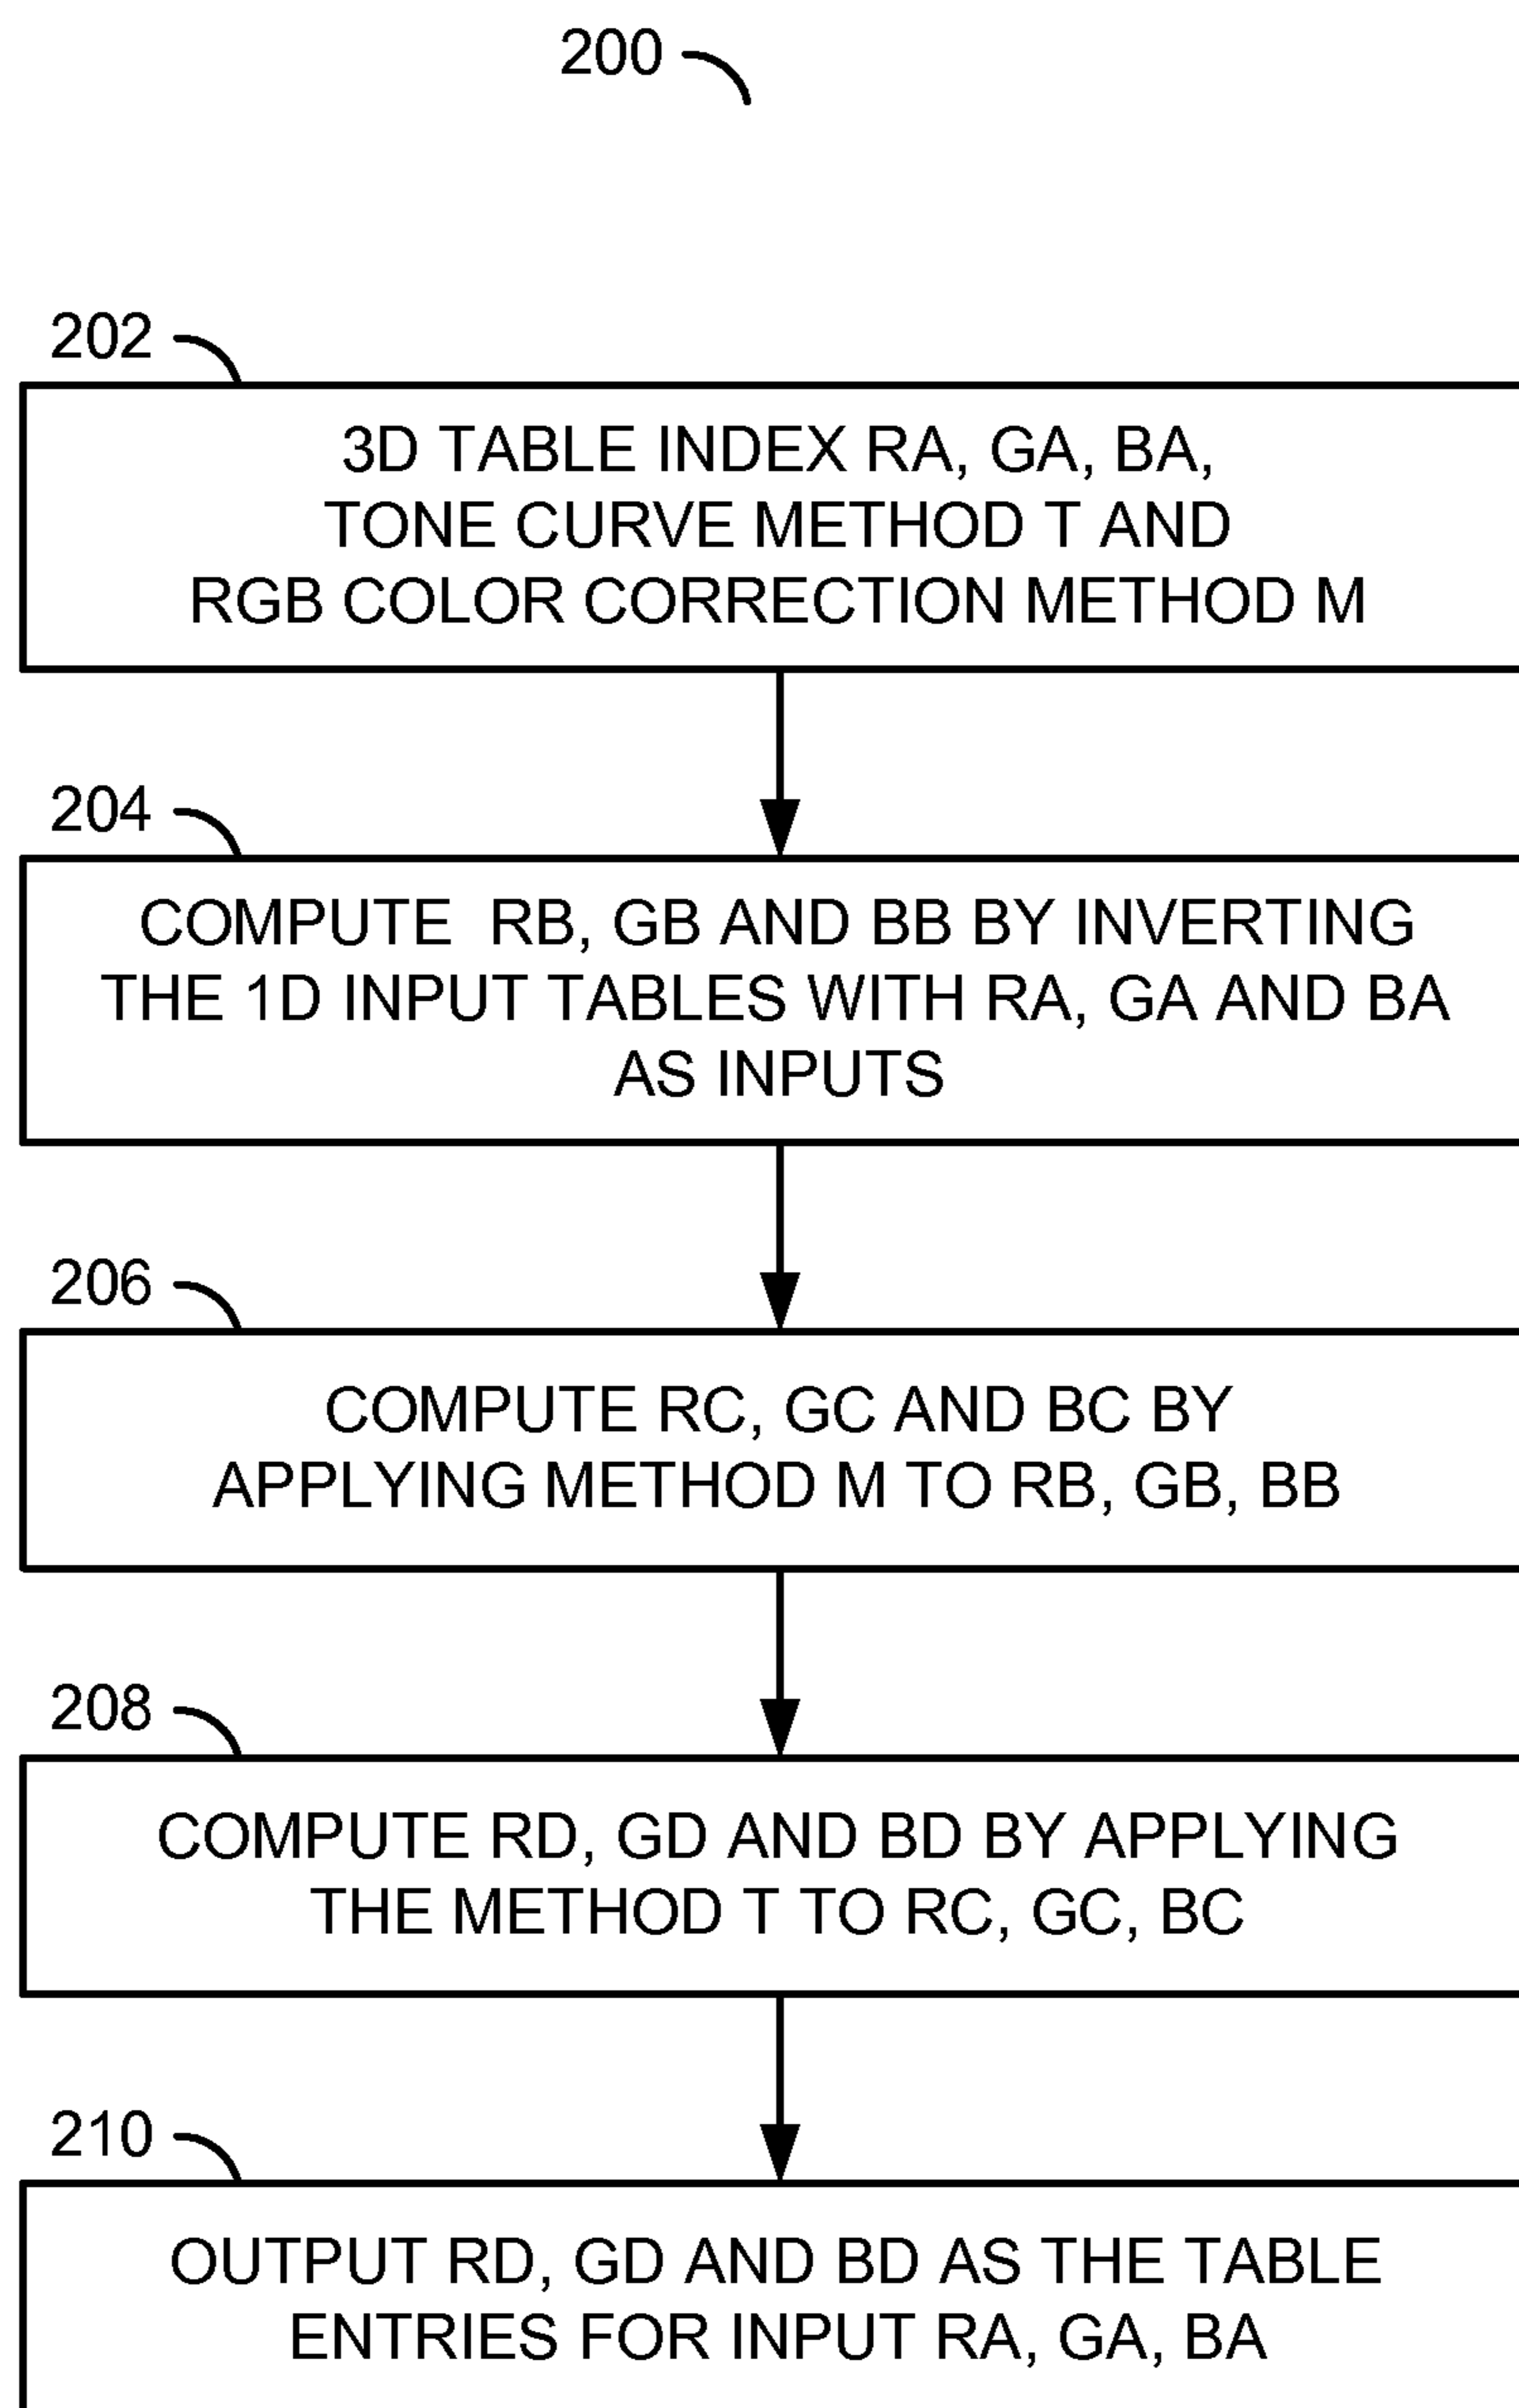 200
202
3D TABLE INDEX RA, GA, BA,
TONE CURVE METHOD T AND
RGB COLOR CORRECTION METHOD M
204
COMPUTE RB, GB AND BB BY INVERTING
THE 1D INPUT TABLES WITH RA, GA AND BA
AS INPUTS
206
COMPUTE RC, GC AND BC BY
APPLYING METHOD M TO RB, GB, BB
208
COMPUTE RD, GD AND BD BY APPLYING
THE METHOD T TO RC, GC, BC
210
OUTPUT RD, GD AND BD AS THE TABLE
ENTRIES FOR INPUT RA, GA, BA